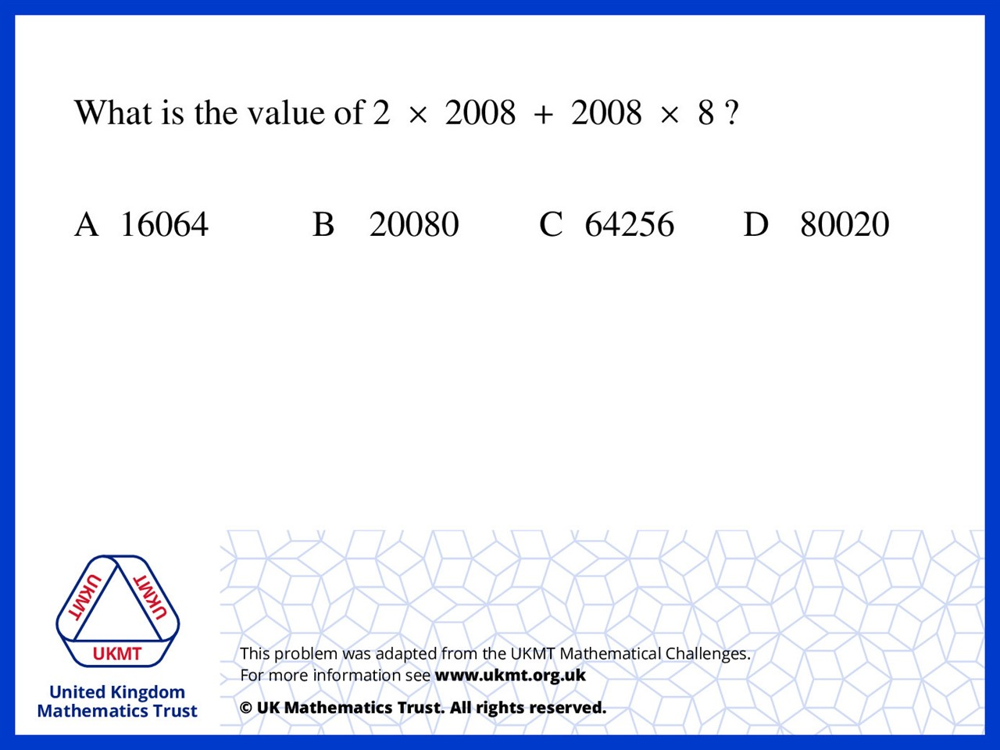 What is the value of 2 × 2008 + 2008 × 8 ?
A 16064 B 20080 C 64256 D 80020
UKMT UKMT
UKMT
United Kingdom
Mathematics Trust
This problem was adapted from the UKMT Mathematical Challenges.
For more information see www.ukmt.org.uk
© UK Mathematics Trust. All rights reserved.